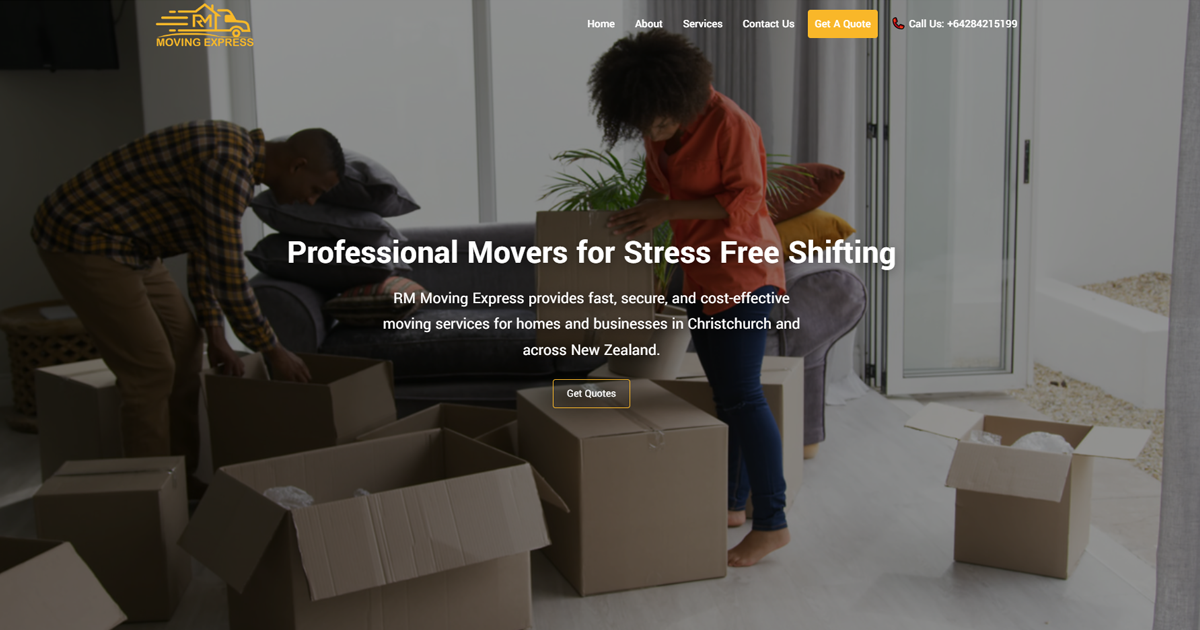 RM
MOVING EXPRESS
Home
About
Services
Contact Us
Get A Quote
Call Us: +64284215199
Professional Movers for Stress Free Shifting
RM Moving Express provides fast, secure, and cost-effective
moving services for homes and businesses in Christchurch and
across New Zealand.
Get Quotes